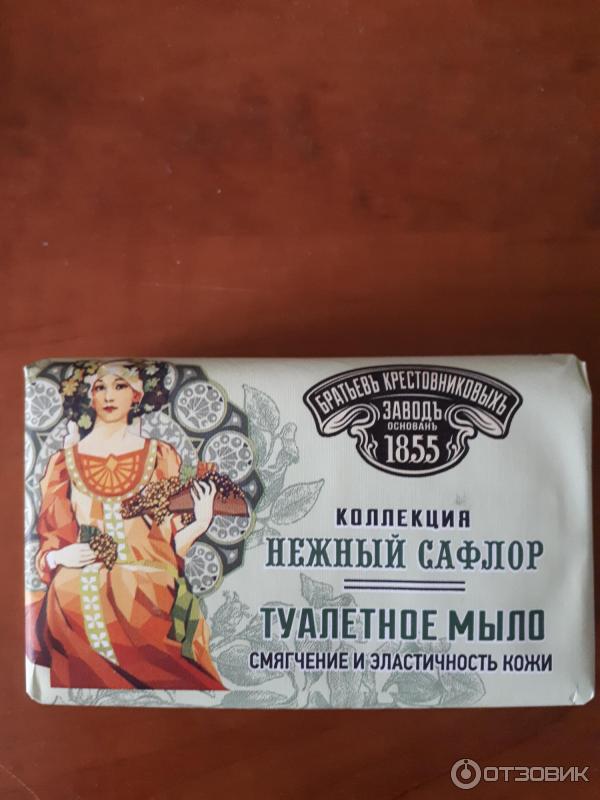 БРАТЬЕВЪ КРЕСТОВНИКОВЫХЪ
ЗАВОДЪ
ОСНОВАНЪ
1855
КОЛЛЕКЦИЯ
НЕЖНЫЙ САФЛОР
ТУАЛЕТНОЕ МЫЛО
СМЯГЧЕНИЕ И ЭЛАСТИЧНОСТЬ КОЖИ
ОТЗОВИК